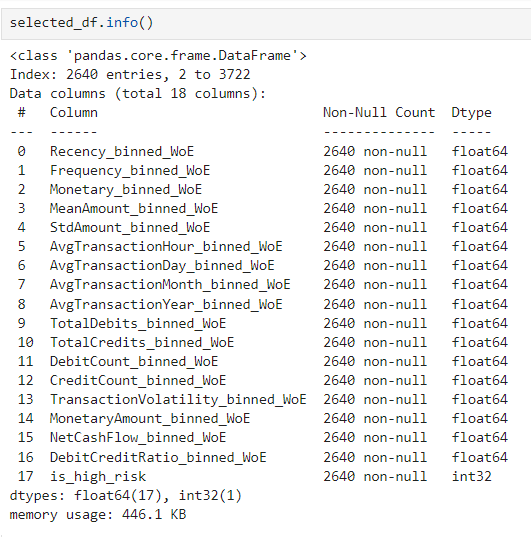 selected_df.info()
<class 'pandas.core.frame.DataFrame'>
Index: 2640 entries, 2 to 3722
Data columns (total 18 columns):
 #   Column                           Non-Null Count  Dtype
---  ------                           --------------  -----
 0   Recency_binned_WoE               2640 non-null   float64
 1   Frequency_binned_WoE             2640 non-null   float64
 2   Monetary_binned_WoE              2640 non-null   float64
 3   MeanAmount_binned_WoE            2640 non-null   float64
 4   StdAmount_binned_WoE             2640 non-null   float64
 5   AvgTransactionHour_binned_WoE    2640 non-null   float64
 6   AvgTransactionDay_binned_WoE     2640 non-null   float64
 7   AvgTransactionMonth_binned_WoE   2640 non-null   float64
 8   AvgTransactionYear_binned_WoE    2640 non-null   float64
 9   TotalDebits_binned_WoE           2640 non-null   float64
 10  TotalCredits_binned_WoE          2640 non-null   float64
 11  DebitCount_binned_WoE            2640 non-null   float64
 12  CreditCount_binned_WoE           2640 non-null   float64
 13  TransactionVolatility_binned_WoE  2640 non-null   float64
 14  MonetaryAmount_binned_WoE        2640 non-null   float64
 15  NetCashFlow_binned_WoE           2640 non-null   float64
 16  DebitCreditRatio_binned_WoE      2640 non-null   float64
 17  is_high_risk                     2640 non-null   int32
dtypes: float64(17), int32(1)
memory usage: 446.1 KB